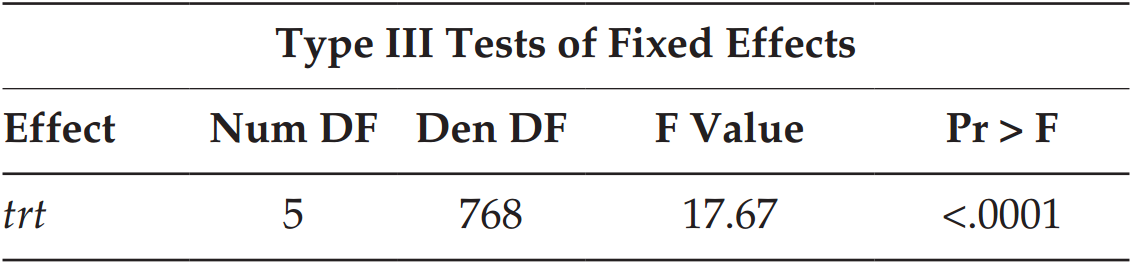 Type III Tests of Fixed Effects
Effect Num DF Den DF F Value Pr > F
trt 5 768 17.67 <.0001